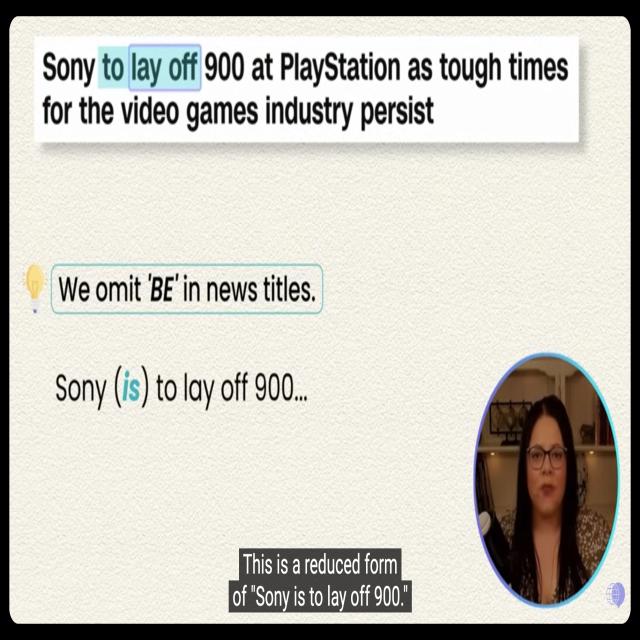 Sony to lay off 900 at PlayStation as tough times
for the video games industry persist
We omit 'BE' in news titles.
Sony (is) to lay off 900...
This is a reduced form
of "Sony is to lay off 900."